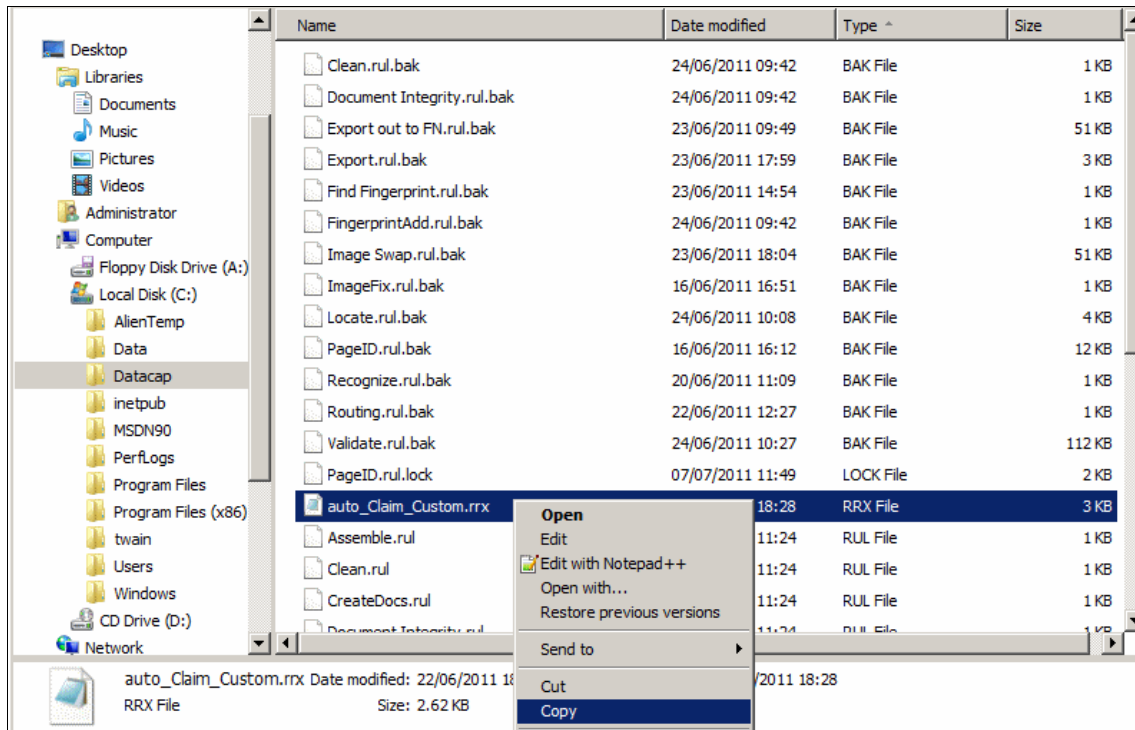 Name Date modified Type Size
Desktop
Libraries
Documents
Music
Pictures
Videos
Administrator
Computer
Floppy Disk Drive (A:)
Local Disk (C:)
AlienTemp
Data
Datacap
inetpub
MSDN90
PerfLogs
Program Files
Program Files (x86)
twain
Users
Windows
CD Drive (D:)
Network
Clean.rul.bak 24/06/2011 09:42 BAK File 1 KB
Document Integrity.rul.bak 24/06/2011 09:42 BAK File 1 KB
Export out to FN.rul.bak 23/06/2011 09:49 BAK File 51 KB
Export.rul.bak 23/06/2011 17:59 BAK File 3 KB
Find Fingerprint.rul.bak 23/06/2011 14:54 BAK File 1 KB
FingerprintAdd.rul.bak 24/06/2011 09:42 BAK File 1 KB
Image Swap.rul.bak 23/06/2011 18:04 BAK File 51 KB
ImageFix.rul.bak 16/06/2011 16:51 BAK File 1 KB
Locate.rul.bak 24/06/2011 10:08 BAK File 4 KB
PageID.rul.bak 16/06/2011 16:12 BAK File 12 KB
Recognize.rul.bak 20/06/2011 11:09 BAK File 1 KB
Routing.rul.bak 22/06/2011 12:27 BAK File 1 KB
Validate.rul.bak 24/06/2011 10:27 BAK File 112 KB
PageID.rul.lock 07/07/2011 11:49 LOCK File 2 KB
auto_Claim_Custom.rrx 18:28 RRX File 3 KB
Assemble.rul 11:24 RUL File 1 KB
Clean.rul 11:24 RUL File 1 KB
CreateDocs.rul 11:24 RUL File 1 KB
Document Integrity.rul 11:24 RUL File 1 KB
Open
Edit
Edit with Notepad++
Open with...
Restore previous versions
Send to
Cut
Copy
auto_Claim_Custom.rrx Date modified: 22/06/2011 18 /2011 18:28
RRX File Size: 2.62 KB